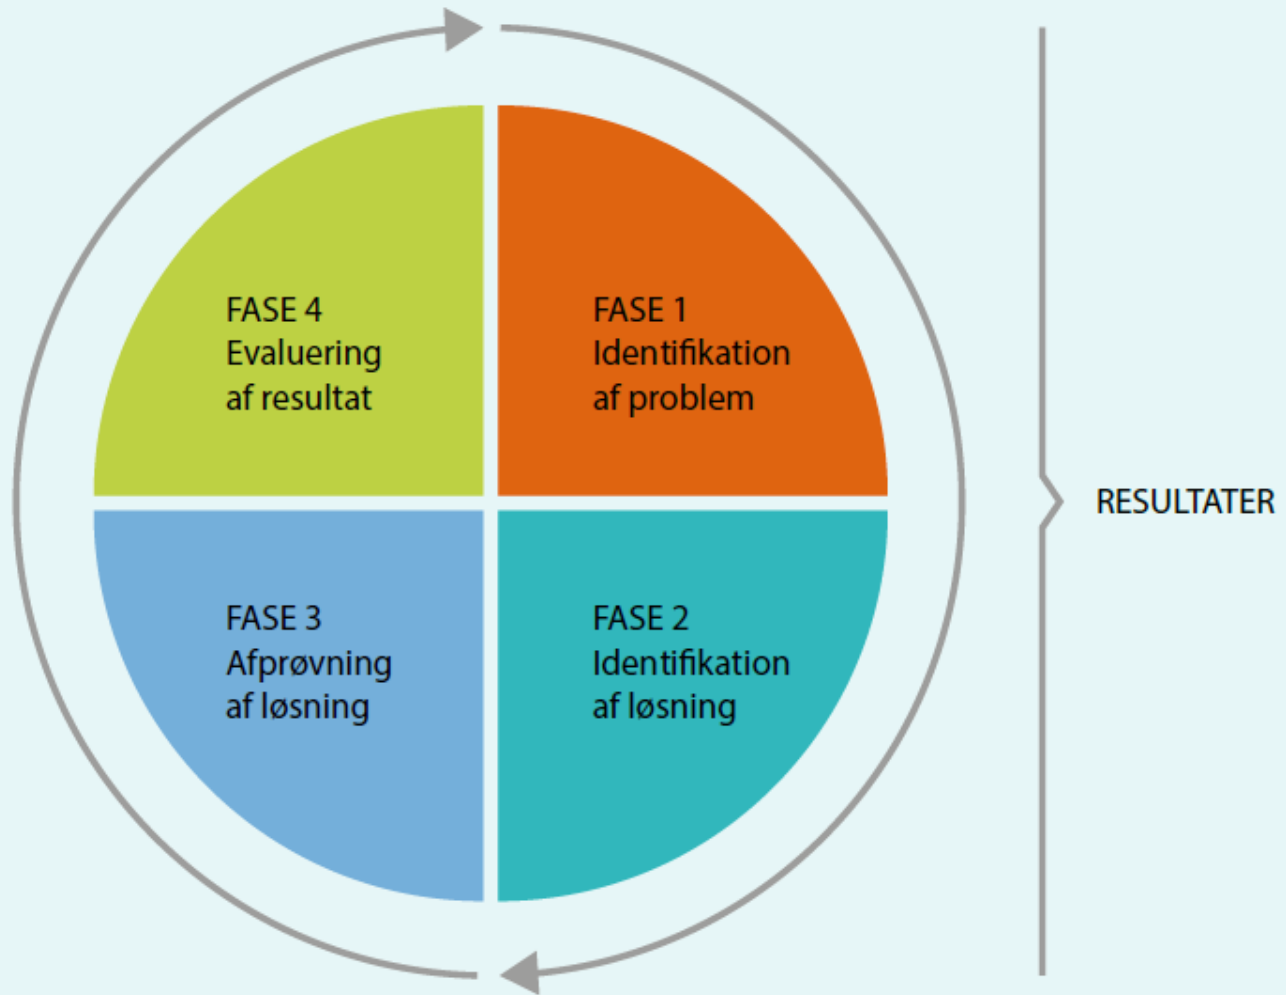 FASE 4
Evaluering
af resultat
FASE 1
Identifikation
af problem
RESULTATER
FASE 3
Afprøvning
af løsning
FASE 2
Identifikation
af løsning